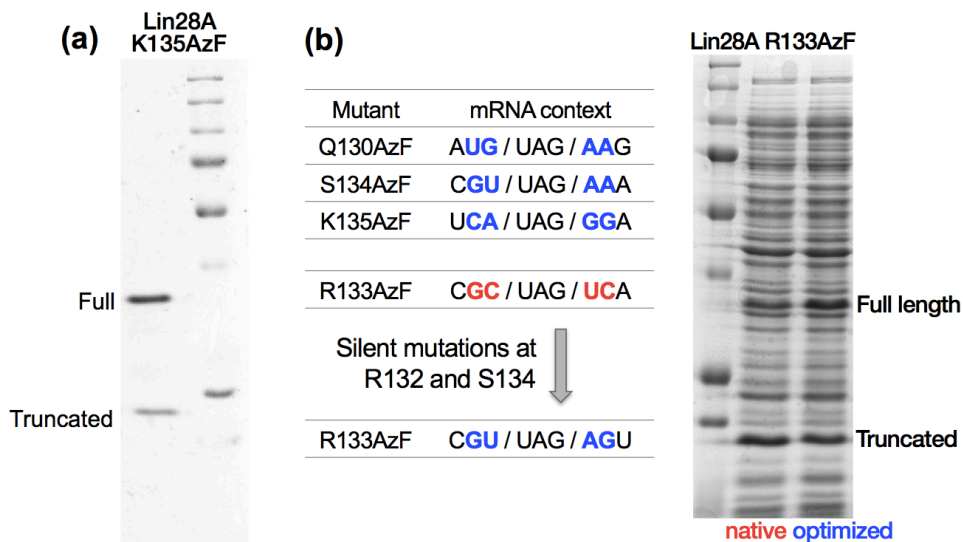 (a)
Lin28A
K135AzF
Full
Truncated
(b)
Mutant mRNA context
Q130AzF AUG / UAG / AAG
S134AzF CGU / UAG / AAA
K135AzF UCA / UAG / GGA
R133AzF CGC / UAG / UCA
Silent mutations at
R132 and S134
R133AzF CGU / UAG / AGU
Lin28A R133AzF
Full length
Truncated
native optimized